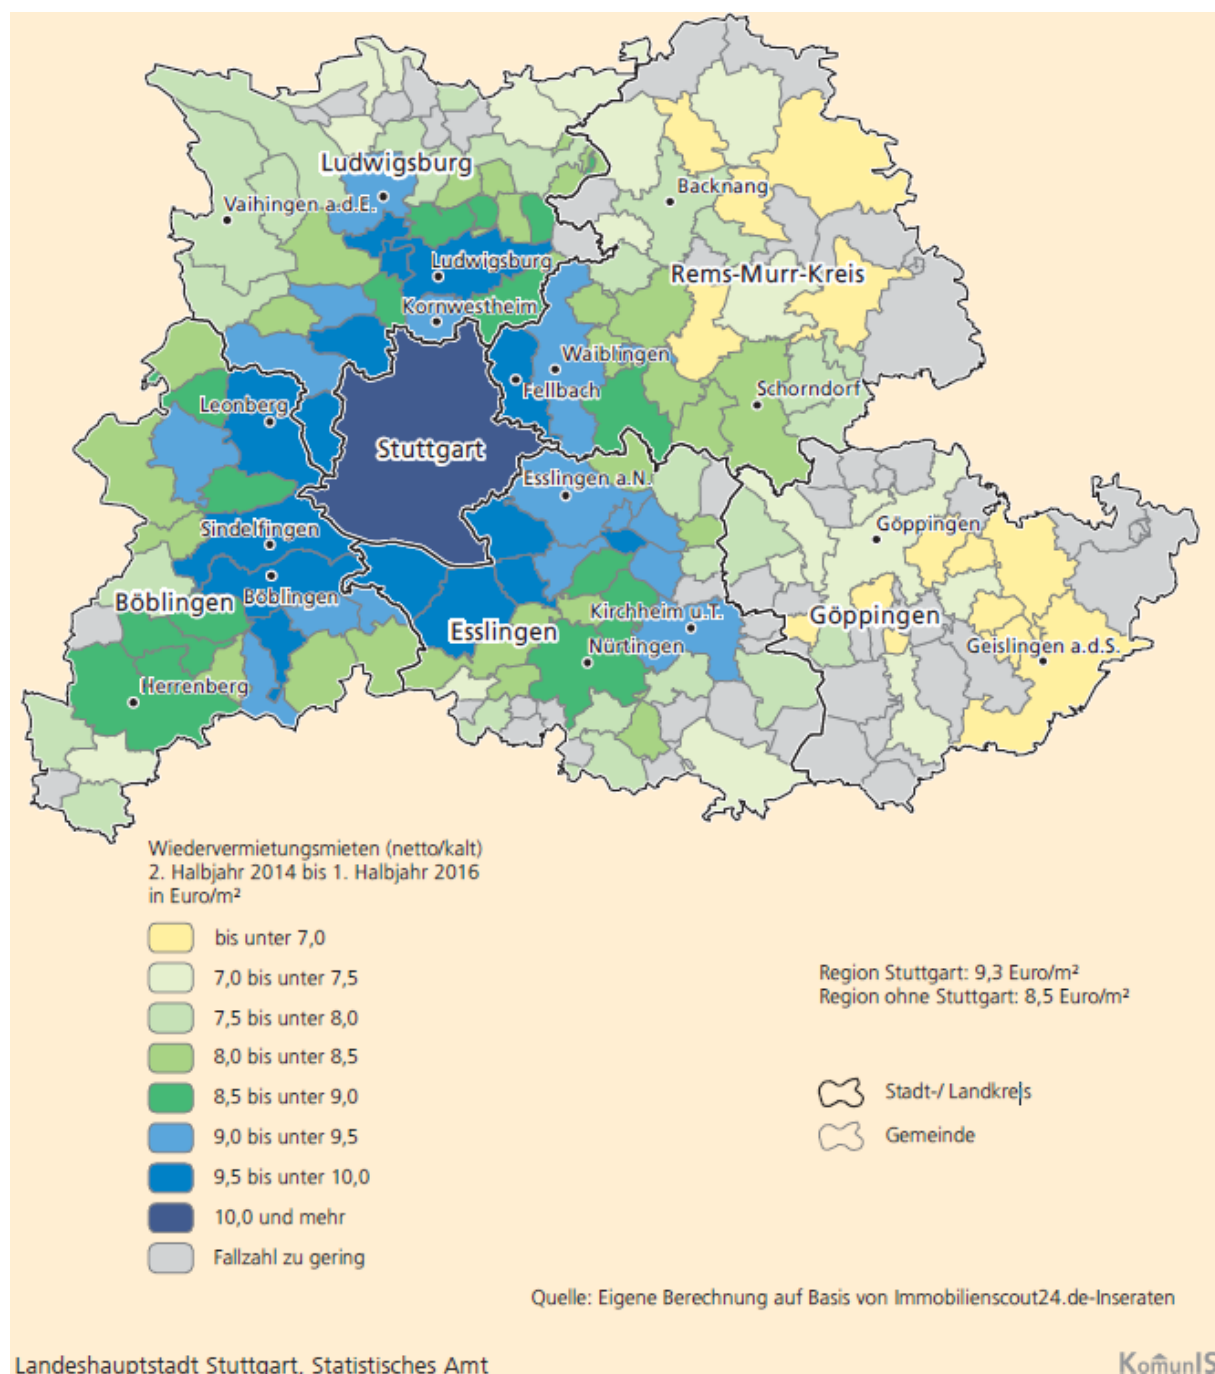 Ludwigsburg
Backnang
Vaihingen a.d.E.
Ludwigsburg
Rems-Murr-Kreis
Kornwestheim
Waiblingen
Fellbach
Schorndorf
Leonberg
Stuttgart
Esslingen a.N.
Sindelfingen
Göppingen
Böblingen
Böblingen
Kirchheim u.T.
Göppingen
Esslingen
Nürtingen
Geislingen a.d.S.
Herrenberg
Wiedervermietungsmieten (netto/kalt)
2. Halbjahr 2014 bis 1. Halbjahr 2016
in Euro/m²
bis unter 7,0
7,0 bis unter 7,5
7,5 bis unter 8,0
8,0 bis unter 8,5
8,5 bis unter 9,0
9,0 bis unter 9,5
9,5 bis unter 10,0
10,0 und mehr
Fallzahl zu gering
Region Stuttgart: 9,3 Euro/m²
Region ohne Stuttgart: 8,5 Euro/m²
Stadt-/ Landkreis
Gemeinde
Quelle: Eigene Berechnung auf Basis von Immobilienscout24.de-Inseraten
Landeshauptstadt Stuttgart, Statistisches Amt
KomunIS